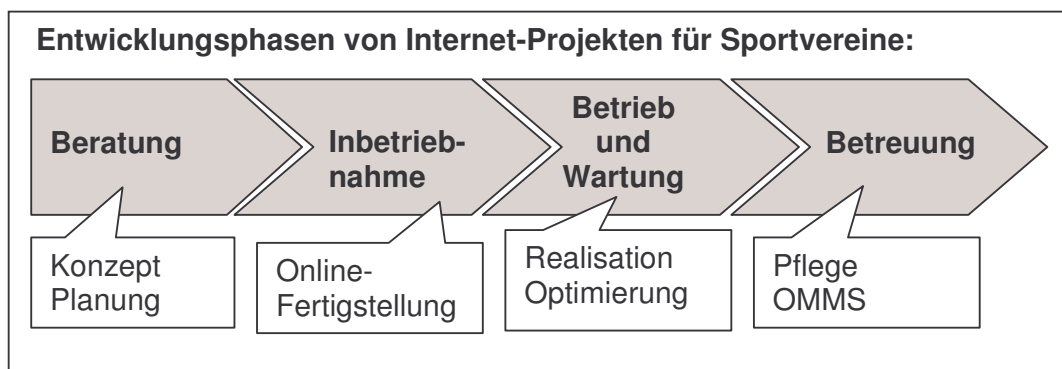 Entwicklungsphasen von Internet-Projekten für Sportvereine:
Beratung
Inbetrieb-
nahme
Betrieb
und
Wartung
Betreuung
Konzept
Planung
Online-
Fertigstellung
Realisation
Optimierung
Pflege
OMMS